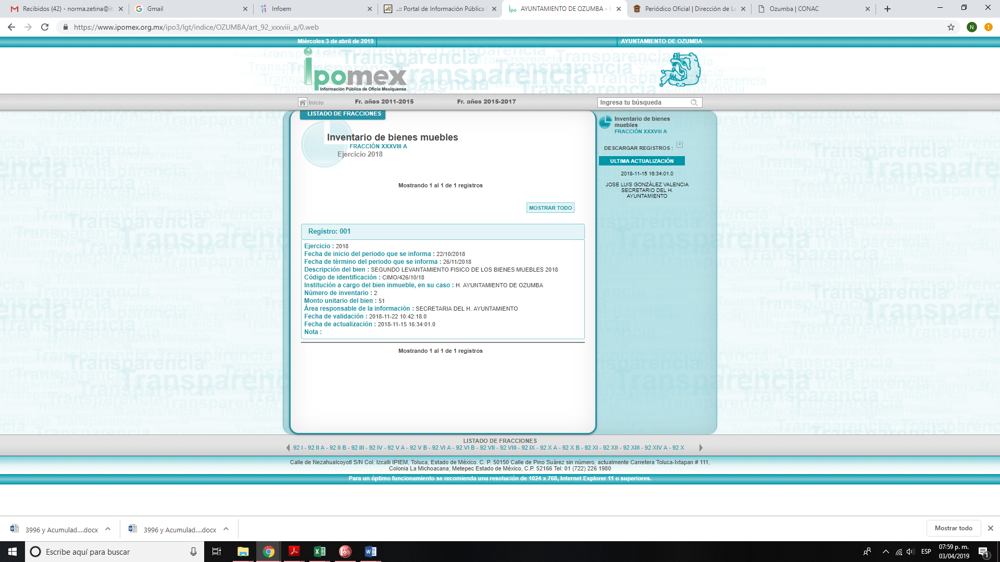 Recibidos (42) - norma.zetina@it
Gmail
Infoem
..:: Portal de Información Pública
AYUNTAMIENTO DE OZUMBA - I
Periódico Oficial | Dirección de Le
Ozumba | CONAC
https://www.ipomex.org.mx/ipo3/lgt/indice/OZUMBA/art_92_xxxviii_a/0.web
N
Miércoles 3 de abril de 2019
AYUNTAMIENTO DE OZUMBA
Transparencia
ipomex
Información Pública de Oficio Mexiquense
Inicio
Fr. años 2011-2015
Fr. años 2015-2017
Ingresa tu búsqueda
LISTADO DE FRACCIONES
Inventario de bienes muebles
FRACCIÓN XXXVIII A
Ejercicio 2018
Mostrando 1 al 1 de 1 registros
MOSTRAR TODO
Registro: 001
Ejercicio : 2018
Fecha de inicio del periodo que se informa : 22/10/2018
Fecha de término del periodo que se informa : 26/11/2018
Descripción del bien : SEGUNDO LEVANTAMIENTO FISICO DE LOS BIENES MUEBLES 2018
Código de identificación : CIMO/426/10/18
Institución a cargo del bien inmueble, en su caso : H. AYUNTAMIENTO DE OZUMBA
Número de inventario : 2
Monto unitario del bien : 51
Área responsable de la información : SECRETARIA DEL H. AYUNTAMIENTO
Fecha de validación : 2018-11-22 10:42:18.0
Fecha de actualización : 2018-11-15 16:34:01.0
Nota :
Mostrando 1 al 1 de 1 registros
Inventario de bienes
muebles
FRACCIÓN XXXVIII A
DESCARGAR REGISTROS :
ULTIMA ACTUALIZACIÓN
2018-11-15 16:34:01.0
JOSE LUIS GONZÁLEZ VALENCIA
SECRETARIO DEL H.
AYUNTAMIENTO
LISTADO DE FRACCIONES
92 I - 92 II A - 92 II B - 92 III - 92 IV - 92 V A - 92 V B - 92 VI A - 92 VI B - 92 VII - 92 VIII - 92 IX - 92 X A - 92 X B - 92 XI - 92 XII - 92 XIII - 92 XIV A - 92 X
Calle de Nezahualcoyotl S/N Col. Izcalli IPIEM, Toluca, Estado de México. C. P. 50150 Calle de Pino Suárez sin número, actualmente Carretera Toluca-Ixtapan # 111,
Colonia La Michoacana; Metepec Estado de México, C.P. 52166 Tel: 01 (722) 226 1980
Para un óptimo funcionamiento se recomienda una resolución de 1024 x 768, Internet Explorer 11 o superiores.
3996 y Acumulad....docx
3996 y Acumulad....docx
Mostrar todo
Escribe aquí para buscar
ESP
07:59 p. m.
03/04/2019
1